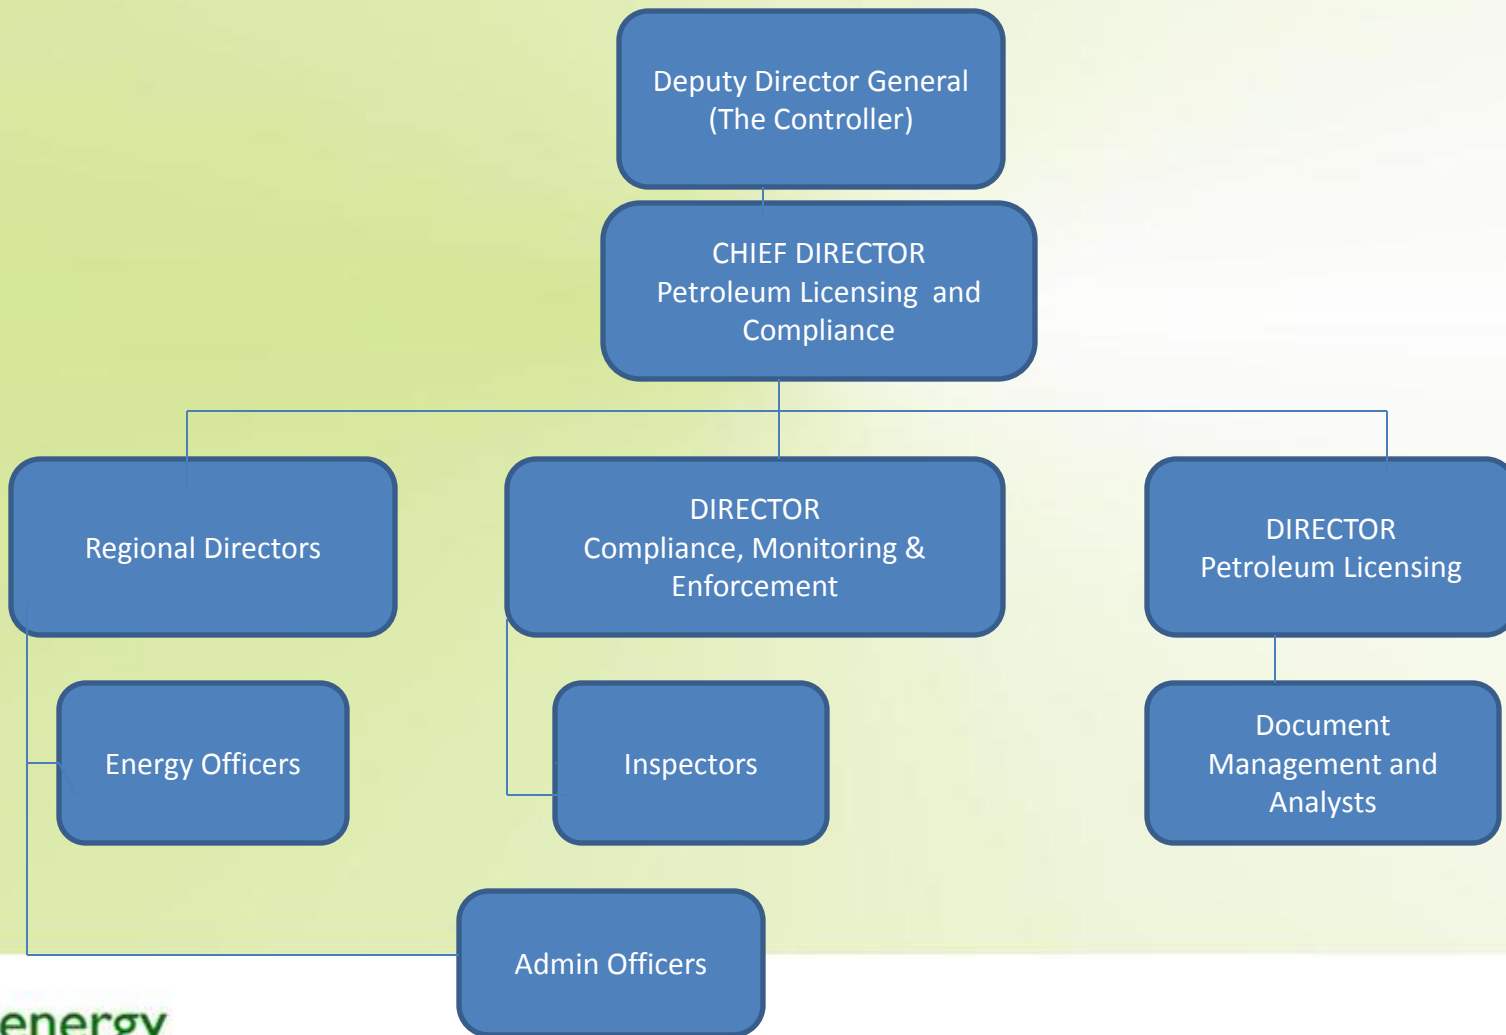 Deputy Director General
(The Controller)
CHIEF DIRECTOR
Petroleum Licensing and
Compliance
Regional Directors
DIRECTOR
Compliance, Monitoring &
Enforcement
DIRECTOR
Petroleum Licensing
Energy Officers
Inspectors
Document
Management and
Analysts
Admin Officers
energy